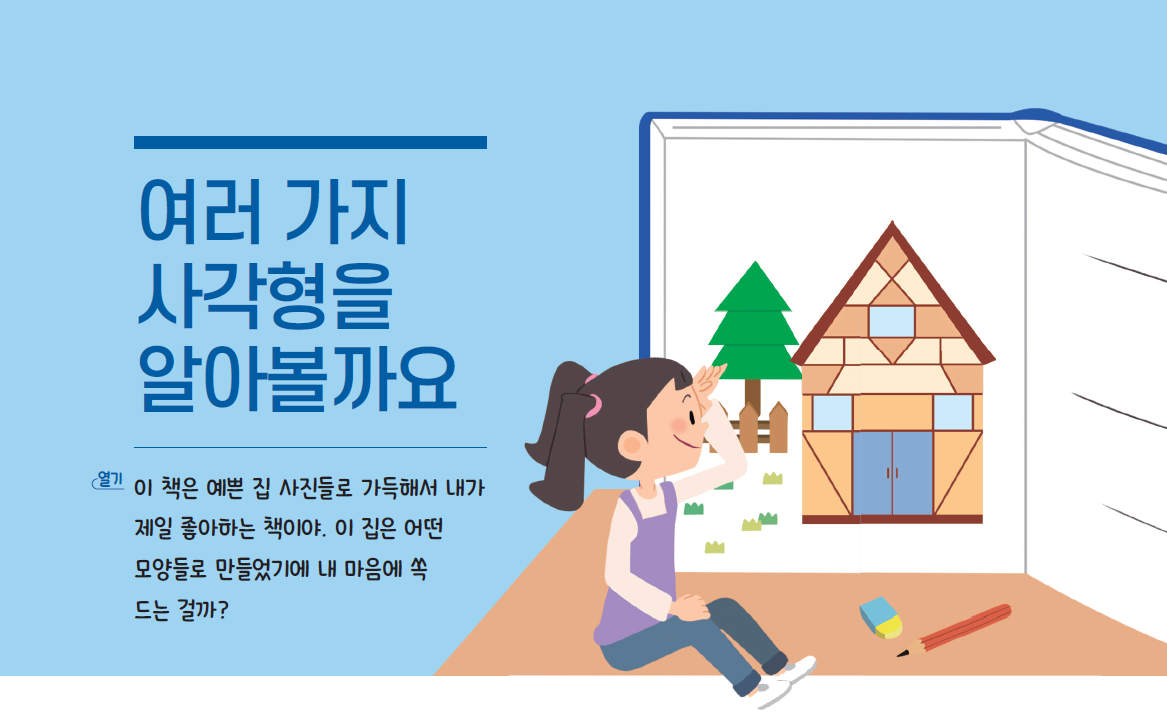 여러 가지
사각형을
알아볼까요
열기
이 책은 예쁜 집 사진들로 가득해서 내가
제일 좋아하는 책이야. 이 집은 어떤
모양들로 만들었기에 내 마음에 쏙
드는 걸까?